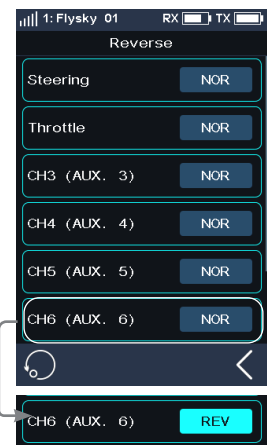 1: Flysky 01 RX TX
Reverse
Steering NOR
Throttle NOR
CH3 (AUX. 3) NOR
CH4 (AUX. 4) NOR
CH5 (AUX. 5) NOR
CH6 (AUX. 6) NOR
CH6 (AUX. 6) REV